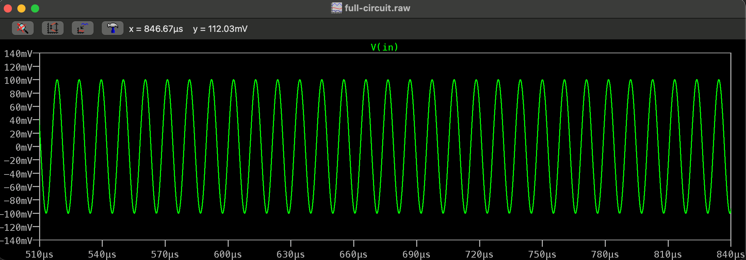 full-circuit.raw
x = 846.67µs y = 112.03mV
V(in)
140mV
120mV
100mV
80mV
60mV
40mV
20mV
0mV
-20mV
-40mV
-60mV
-80mV
-100mV
-120mV
-140mV
510µs 540µs 570µs 600µs 630µs 660µs 690µs 720µs 750µs 780µs 810µs 840µs